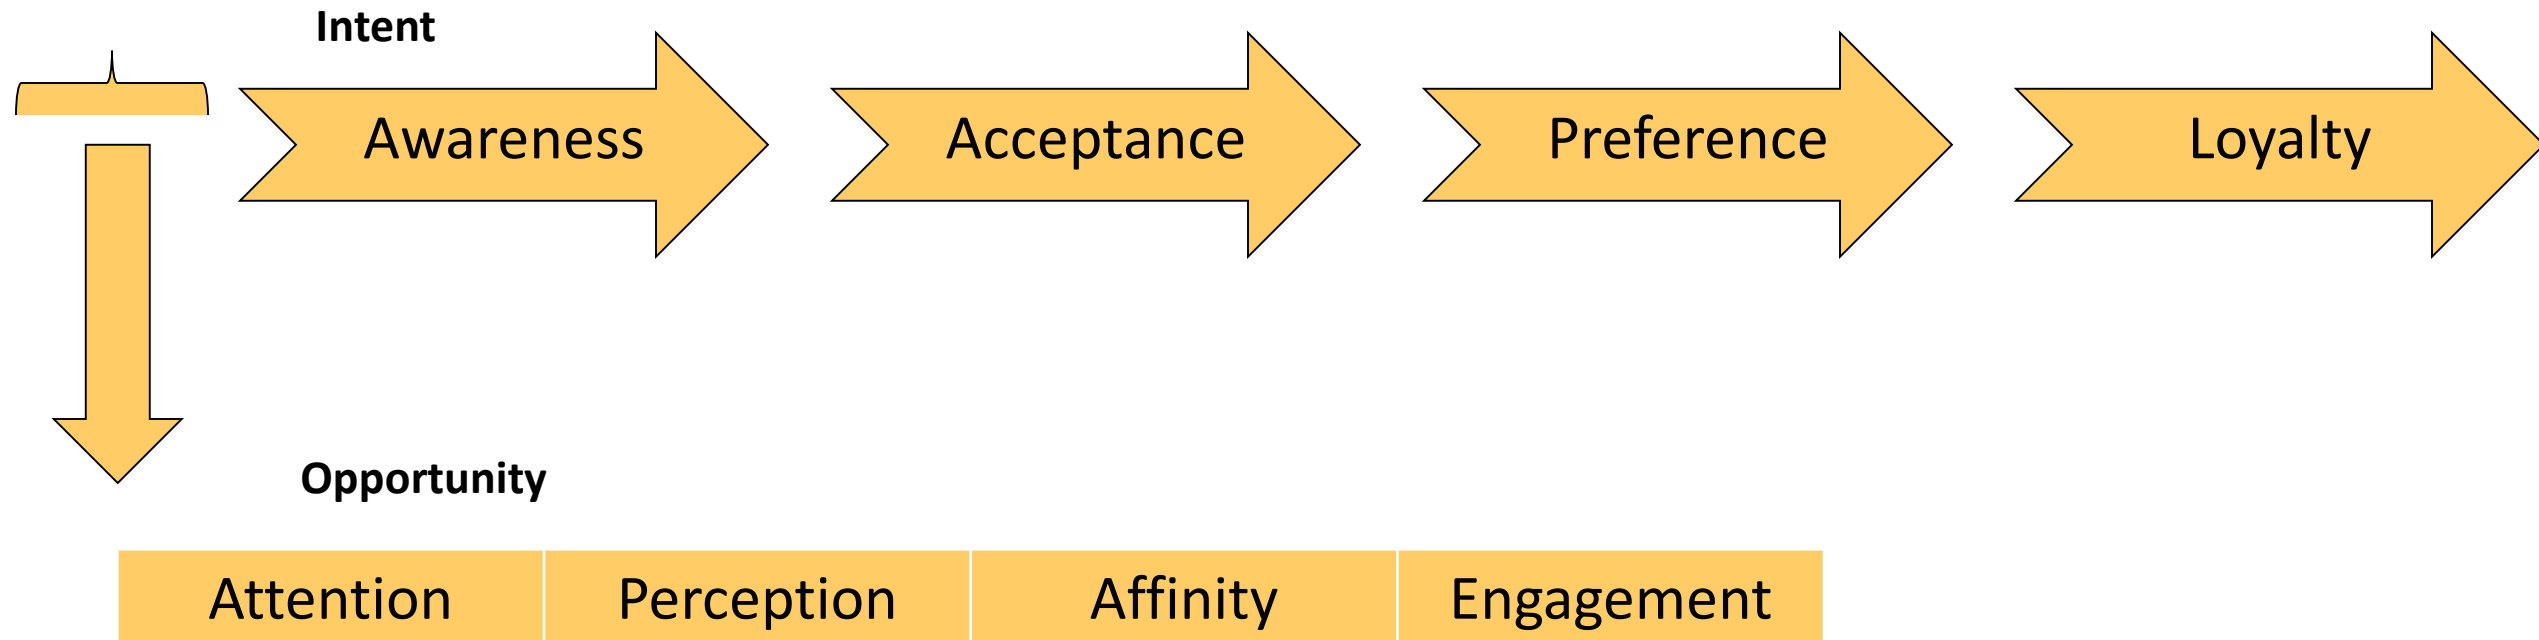 Intent
Awareness
Acceptance
Preference
Loyalty
Opportunity
Attention
Perception
Affinity
Engagement